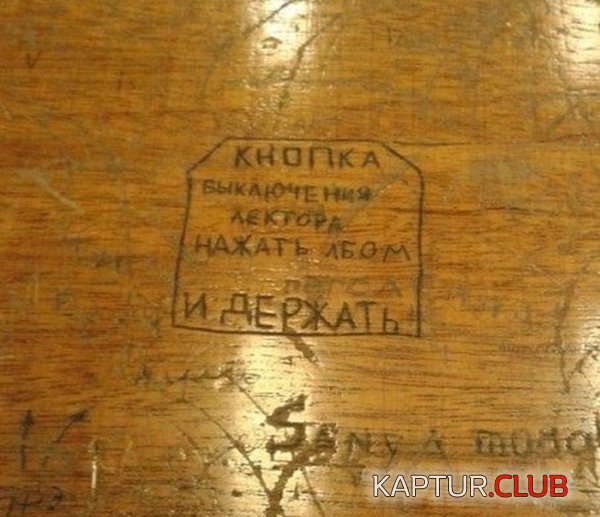 КНОПКА
ВЫКЛЮЧЕНИЯ
ЛЕКТОРА
НАЖАТЬ ЛБОМ
И ДЕРЖАТЬ
KAPTUR.CLUB